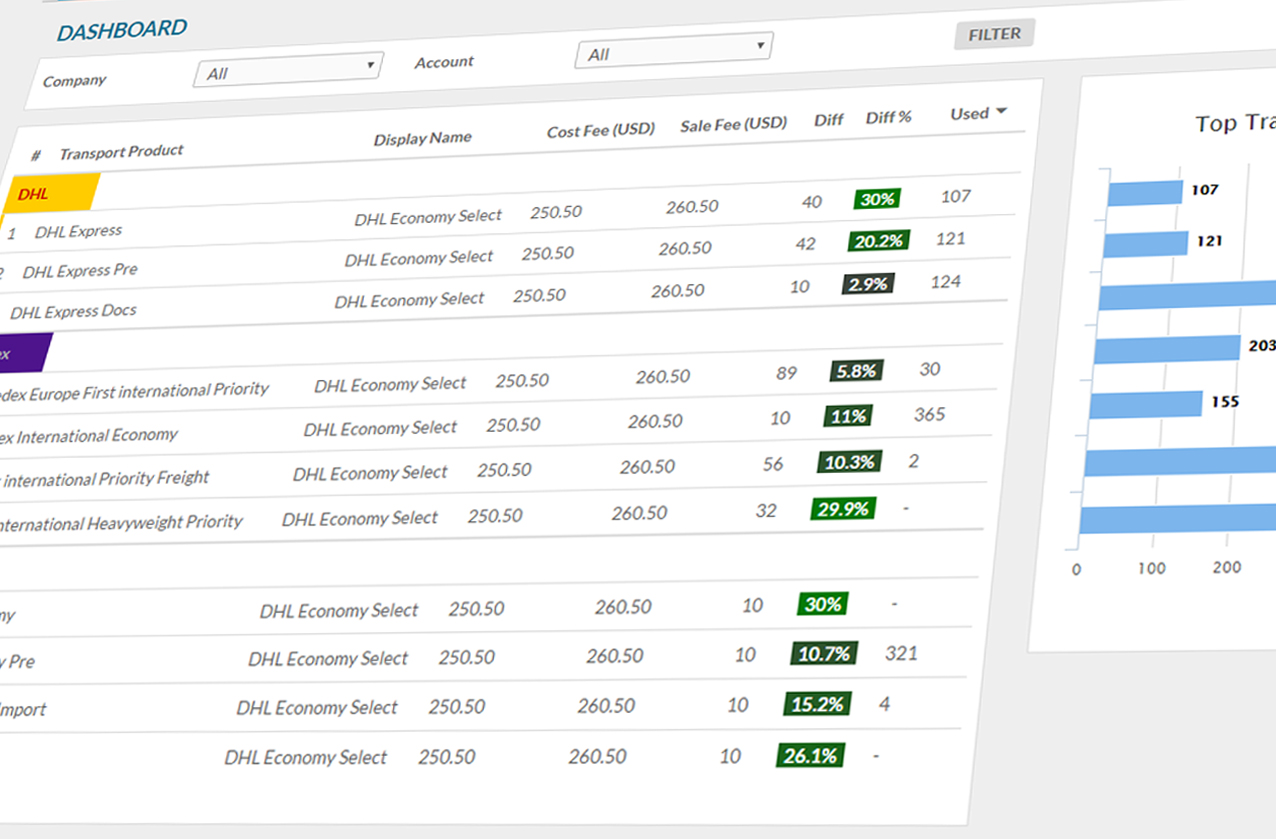 DASHBOARD
Company All Account All FILTER
# Transport Product Display Name Cost Fee (USD) Sale Fee (USD) Diff Diff % Used
DHL
1 DHL Express DHL Economy Select 250.50 260.50 40 30% 107
2 DHL Express Pre DHL Economy Select 250.50 260.50 42 20.2% 121
DHL Express Docs DHL Economy Select 250.50 260.50 10 2.9% 124
ex
edex Europe First international Priority DHL Economy Select 250.50 260.50 89 5.8% 30
ex International Economy DHL Economy Select 250.50 260.50 10 11% 365
international Priority Freight DHL Economy Select 250.50 260.50 56 10.3% 2
nternational Heavyweight Priority DHL Economy Select 250.50 260.50 32 29.9% -
my DHL Economy Select 250.50 260.50 10 30% -
y Pre DHL Economy Select 250.50 260.50 10 10.7% 321
Import DHL Economy Select 250.50 260.50 10 15.2% 4
DHL Economy Select 250.50 260.50 10 26.1% -
Top Tra
107
121
203
155
0 100 200